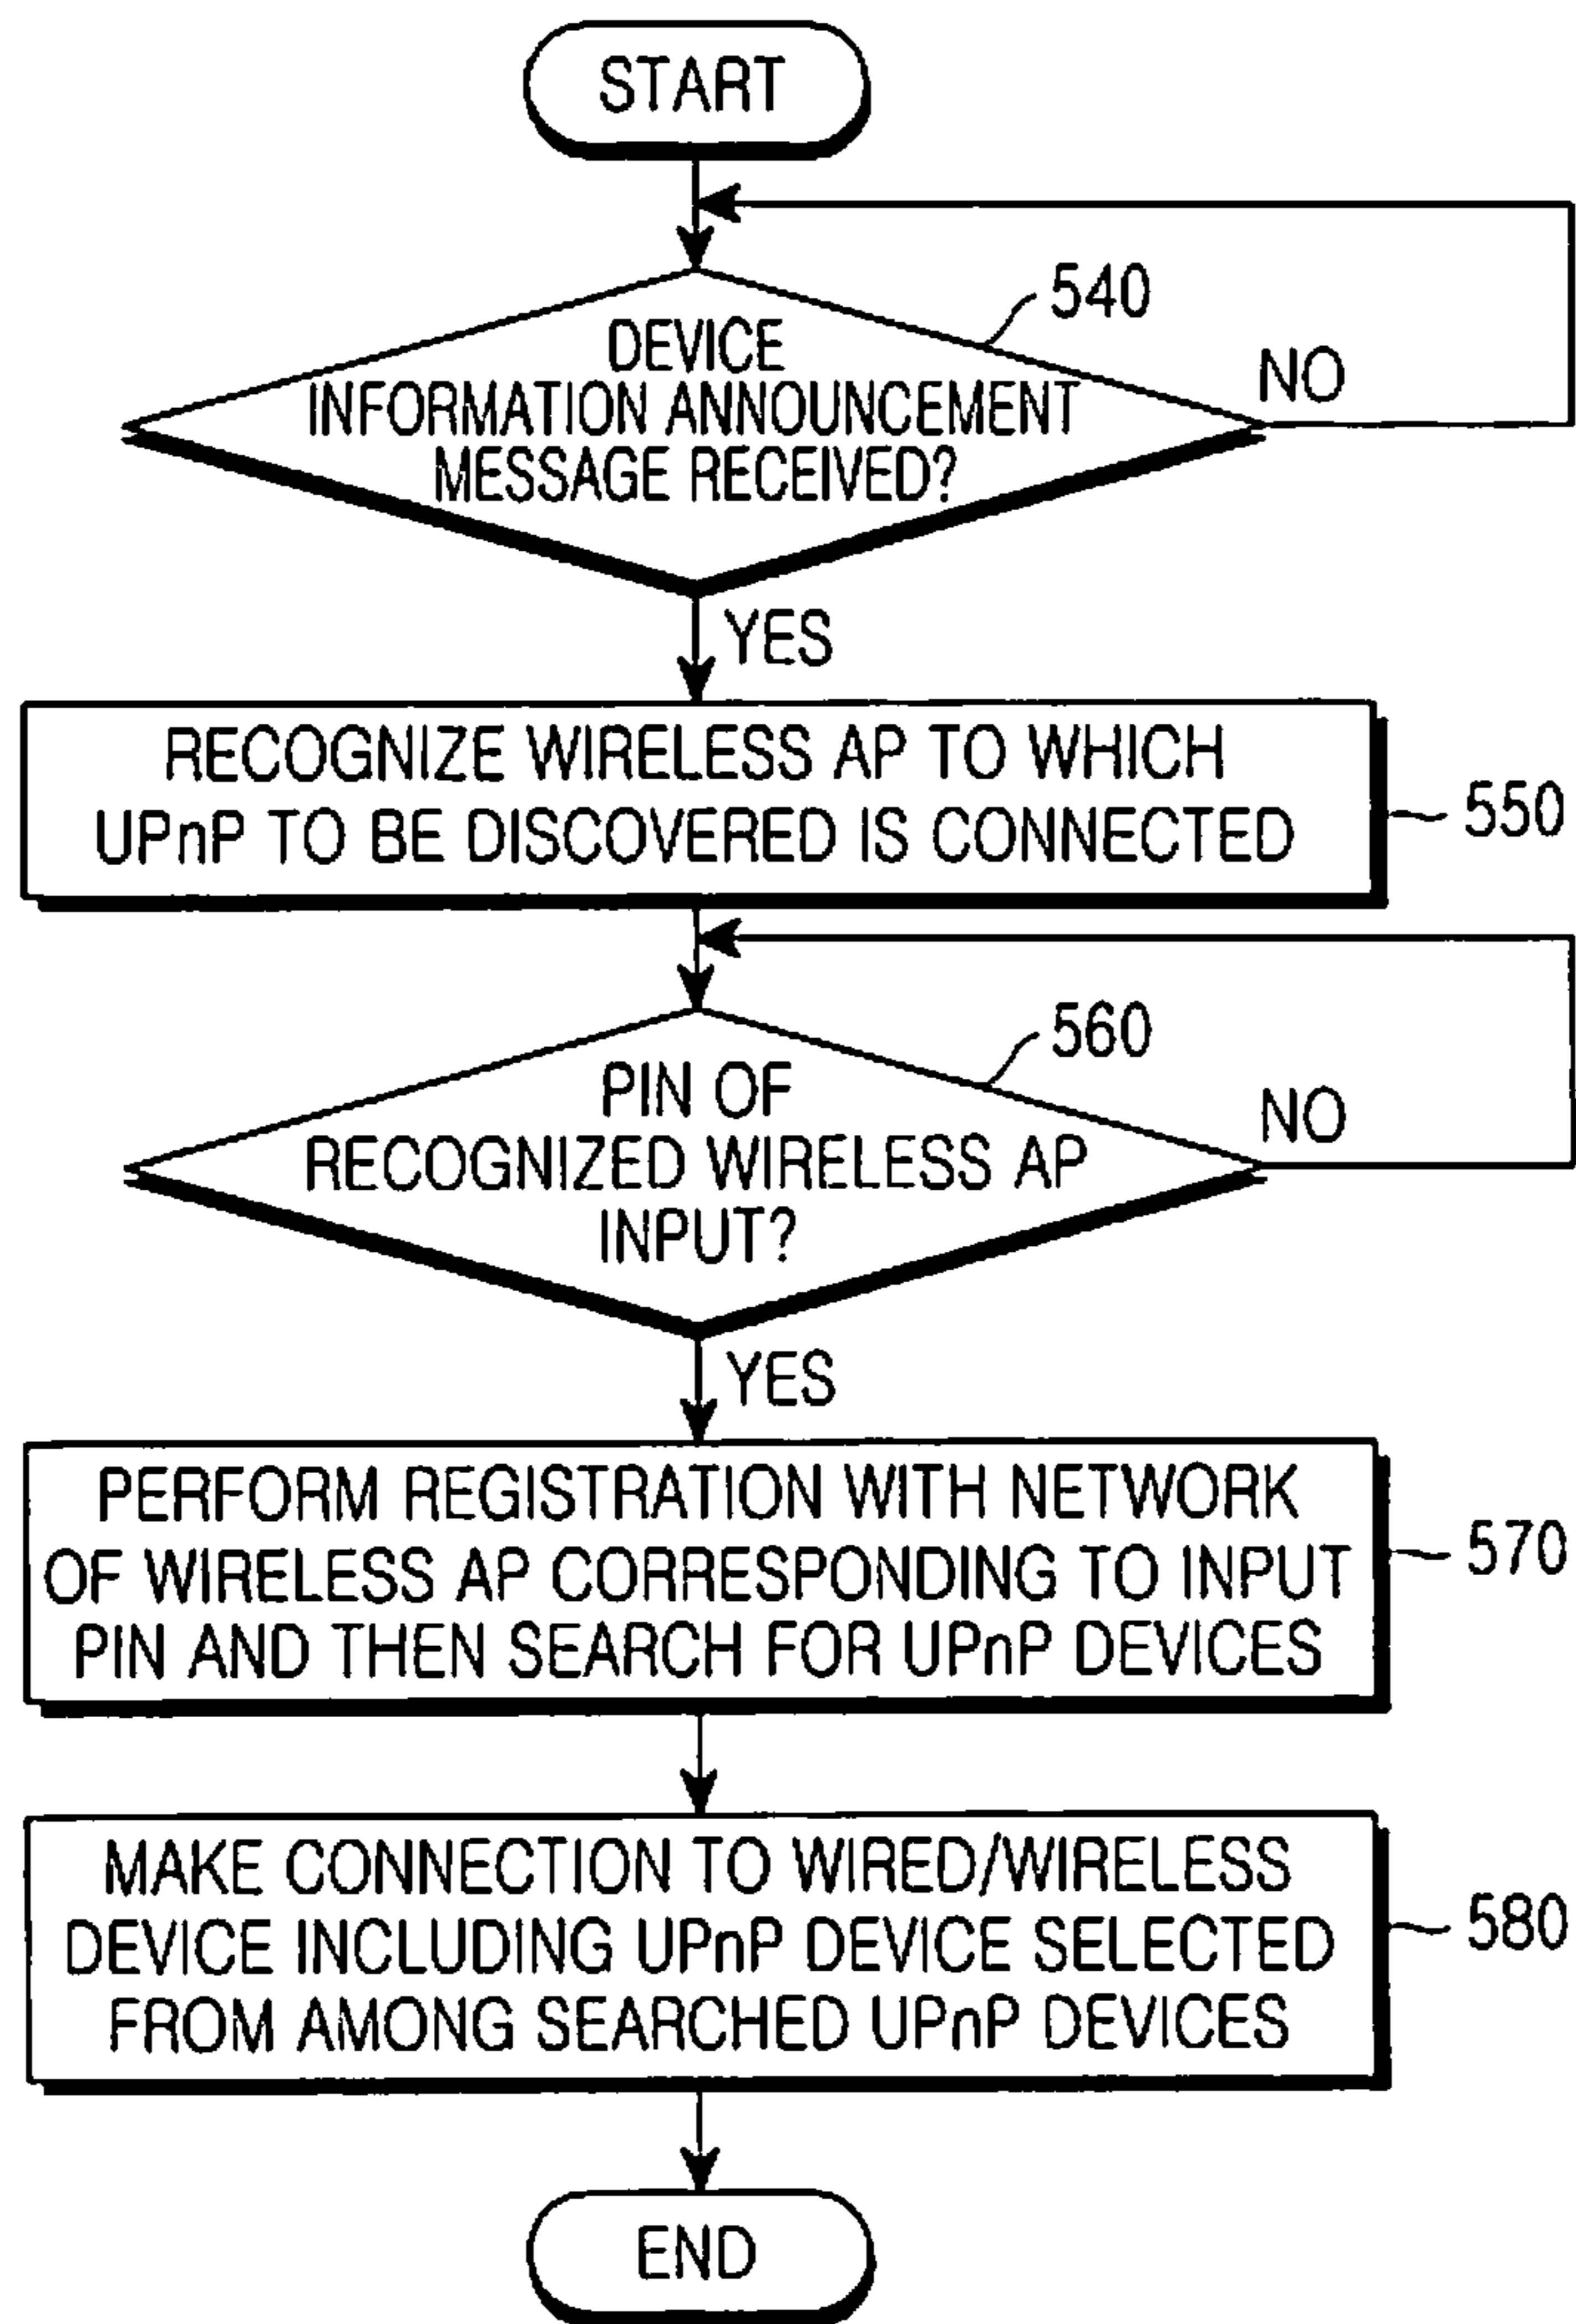 START
540
DEVICE
INFORMATION ANNOUNCEMENT
MESSAGE RECEIVED?
NO
YES
RECOGNIZE WIRELESS AP TO WHICH
UPnP TO BE DISCOVERED IS CONNECTED
550
560
PIN OF
RECOGNIZED WIRELESS AP
INPUT?
NO
YES
PERFORM REGISTRATION WITH NETWORK
OF WIRELESS AP CORRESPONDING TO INPUT
PIN AND THEN SEARCH FOR UPnP DEVICES
570
MAKE CONNECTION TO WIRED/WIRELESS
DEVICE INCLUDING UPnP DEVICE SELECTED
FROM AMONG SEARCHED UPnP DEVICES
580
END